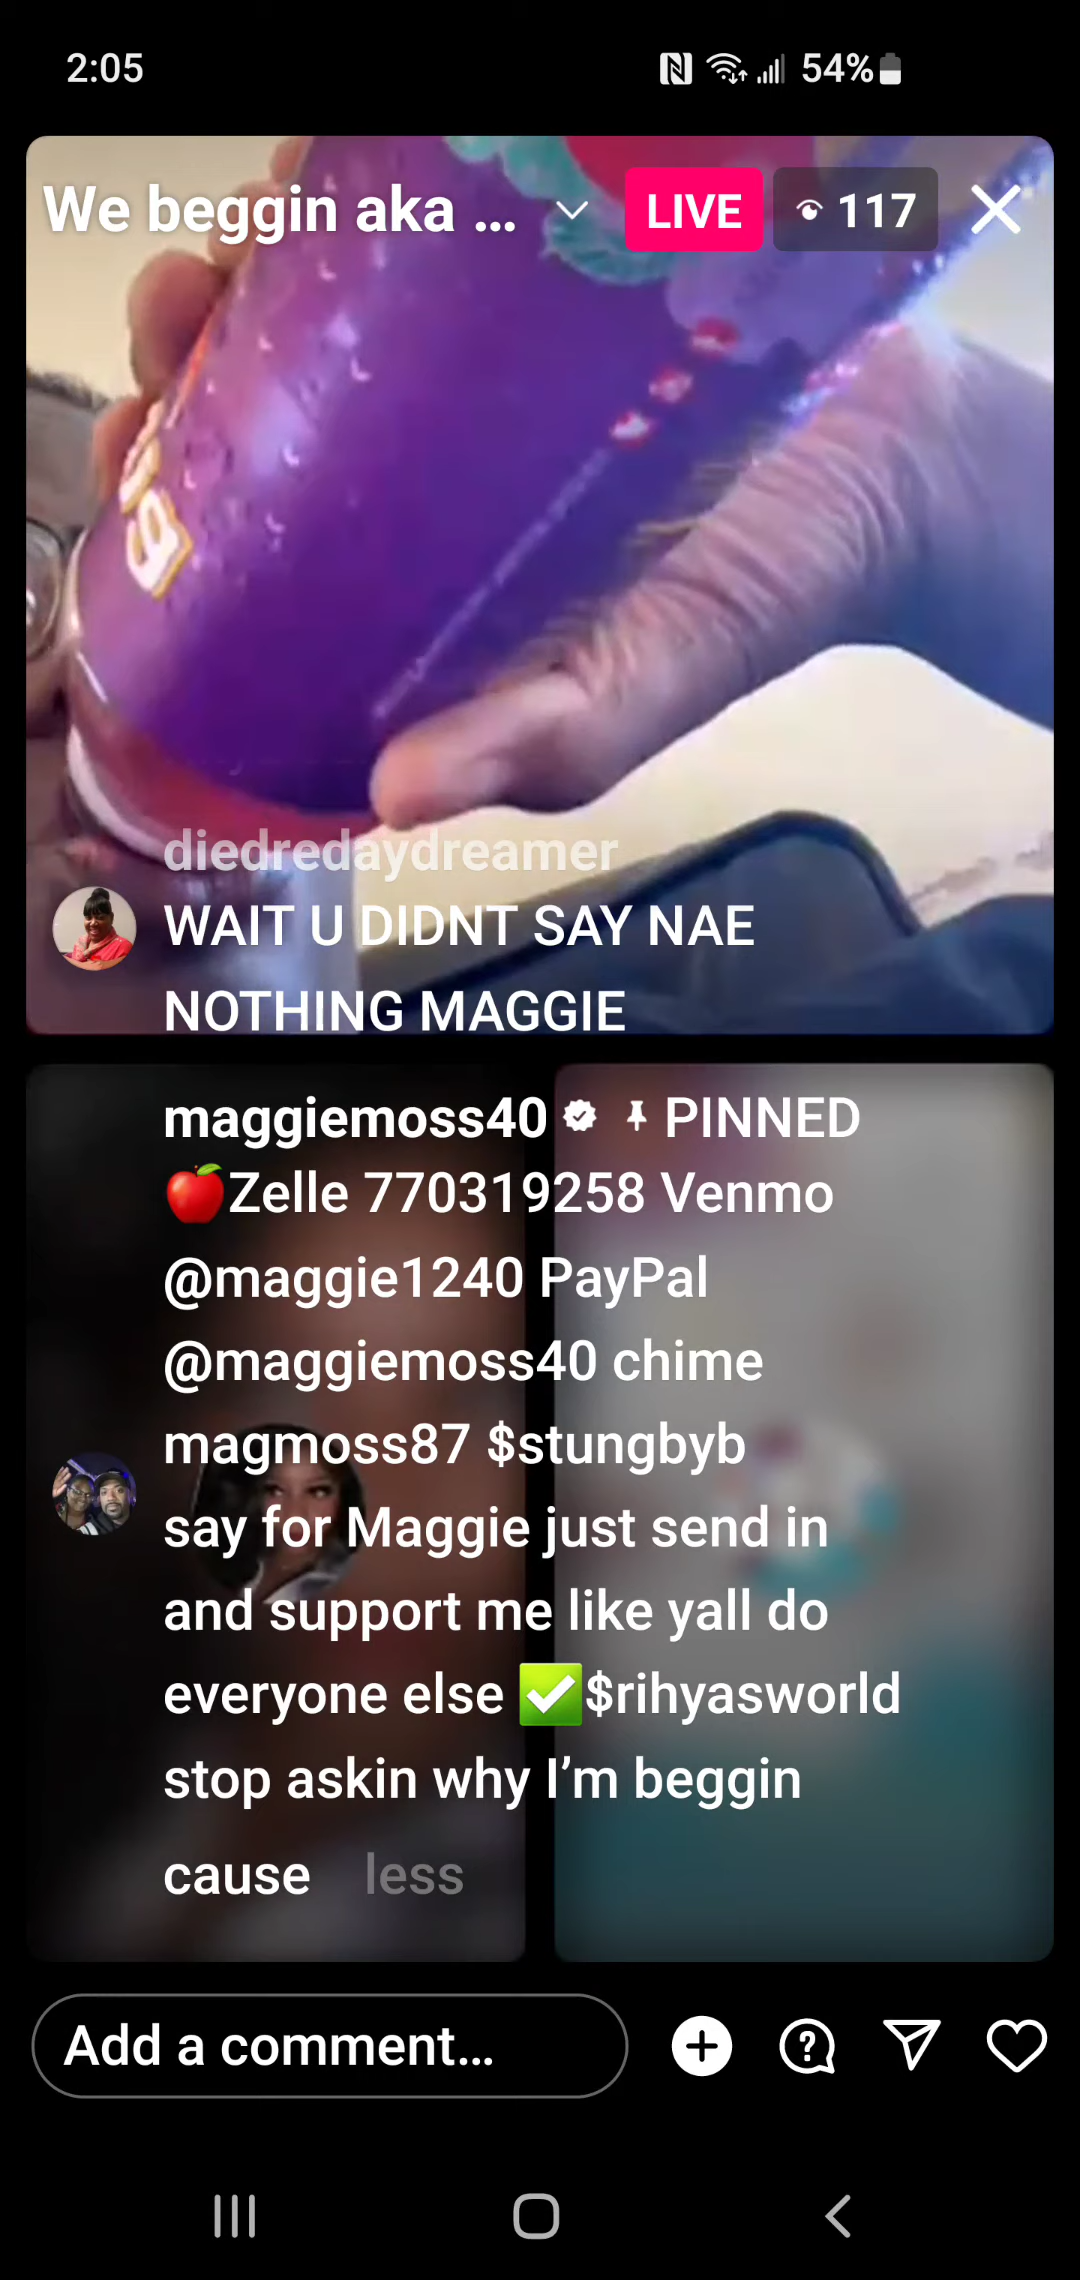 2:05 54%
We beggin aka ... LIVE 117
diedredaydreamer
WAIT U DIDNT SAY NAE
NOTHING MAGGIE
maggiemoss40 PINNED
🍎Zelle 770319258 Venmo
@maggie1240 PayPal
@maggiemoss40 chime
magmoss87 $stungbyb
say for Maggie just send in
and support me like yall do
everyone else ✅$rihyasworld
stop askin why I’m beggin
cause less
Add a comment...